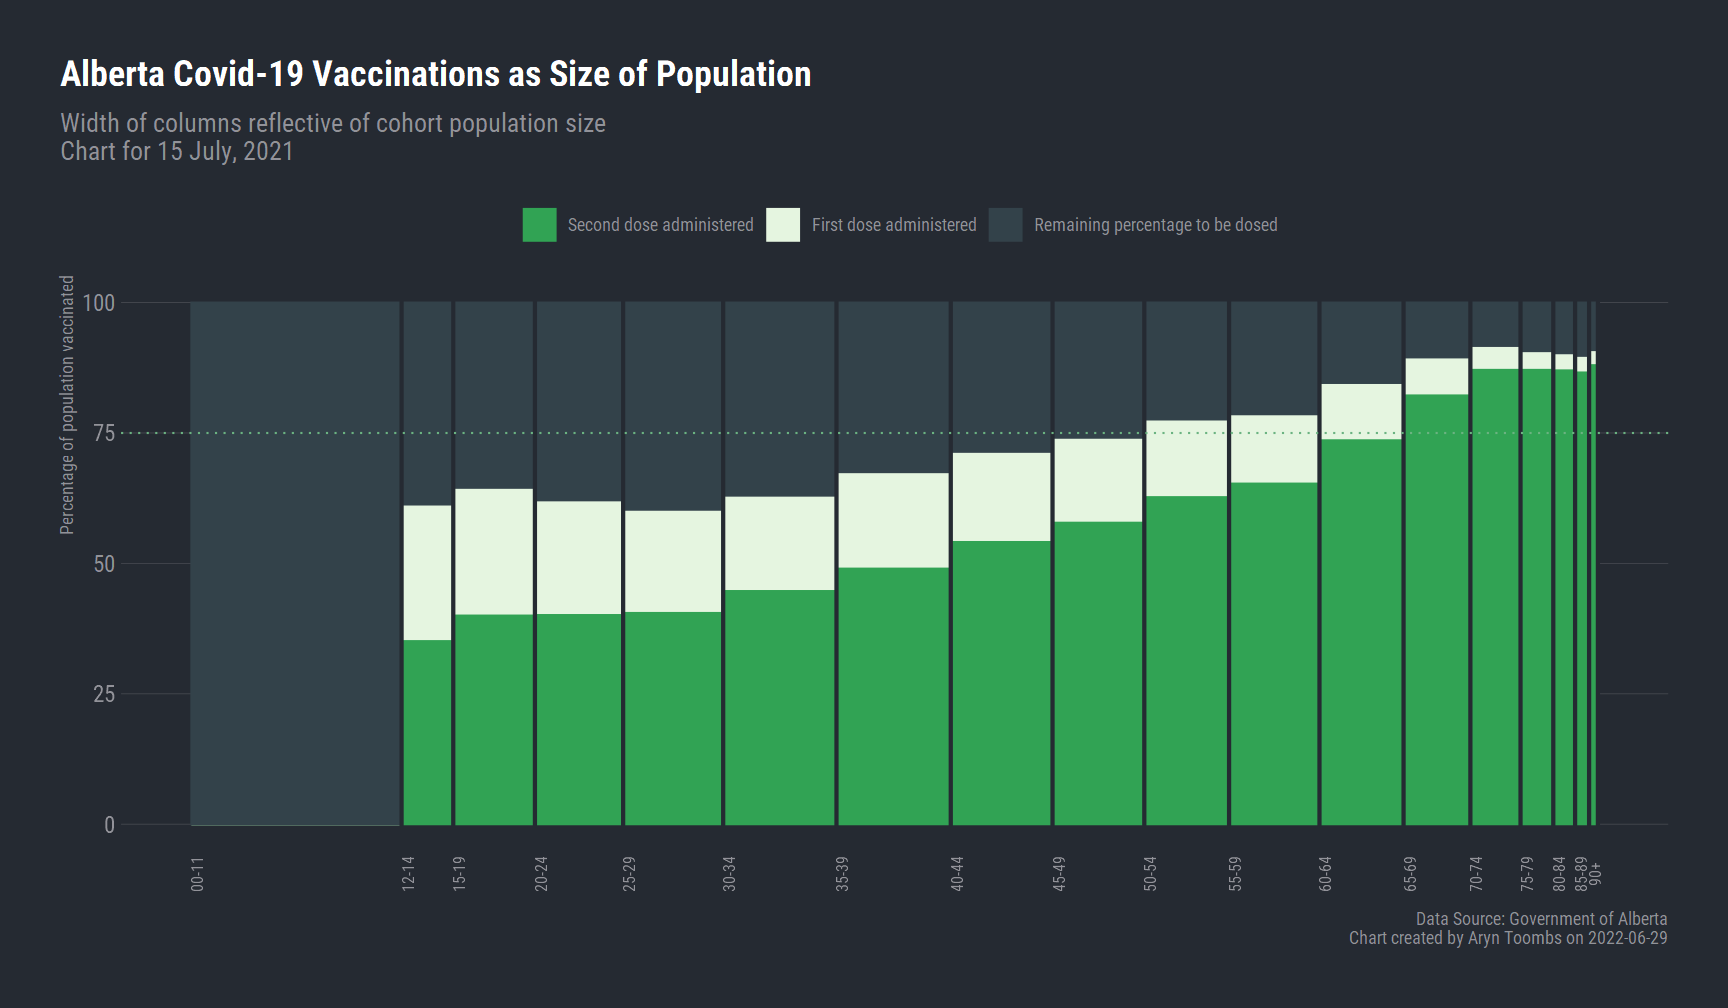 Alberta Covid-19 Vaccinations as Size of Population
Width of columns reflective of cohort population size
Chart for 15 July, 2021
Second dose administered
First dose administered
Remaining percentage to be dosed
Percentage of population vaccinated
100
75
50
25
0
00-11
12-14
15-19
20-24
25-29
30-34
35-39
40-44
45-49
50-54
55-59
60-64
65-69
70-74
75-79
80-84
85-89
90+
Data Source: Government of Alberta
Chart created by Aryn Toombs on 2022-06-29